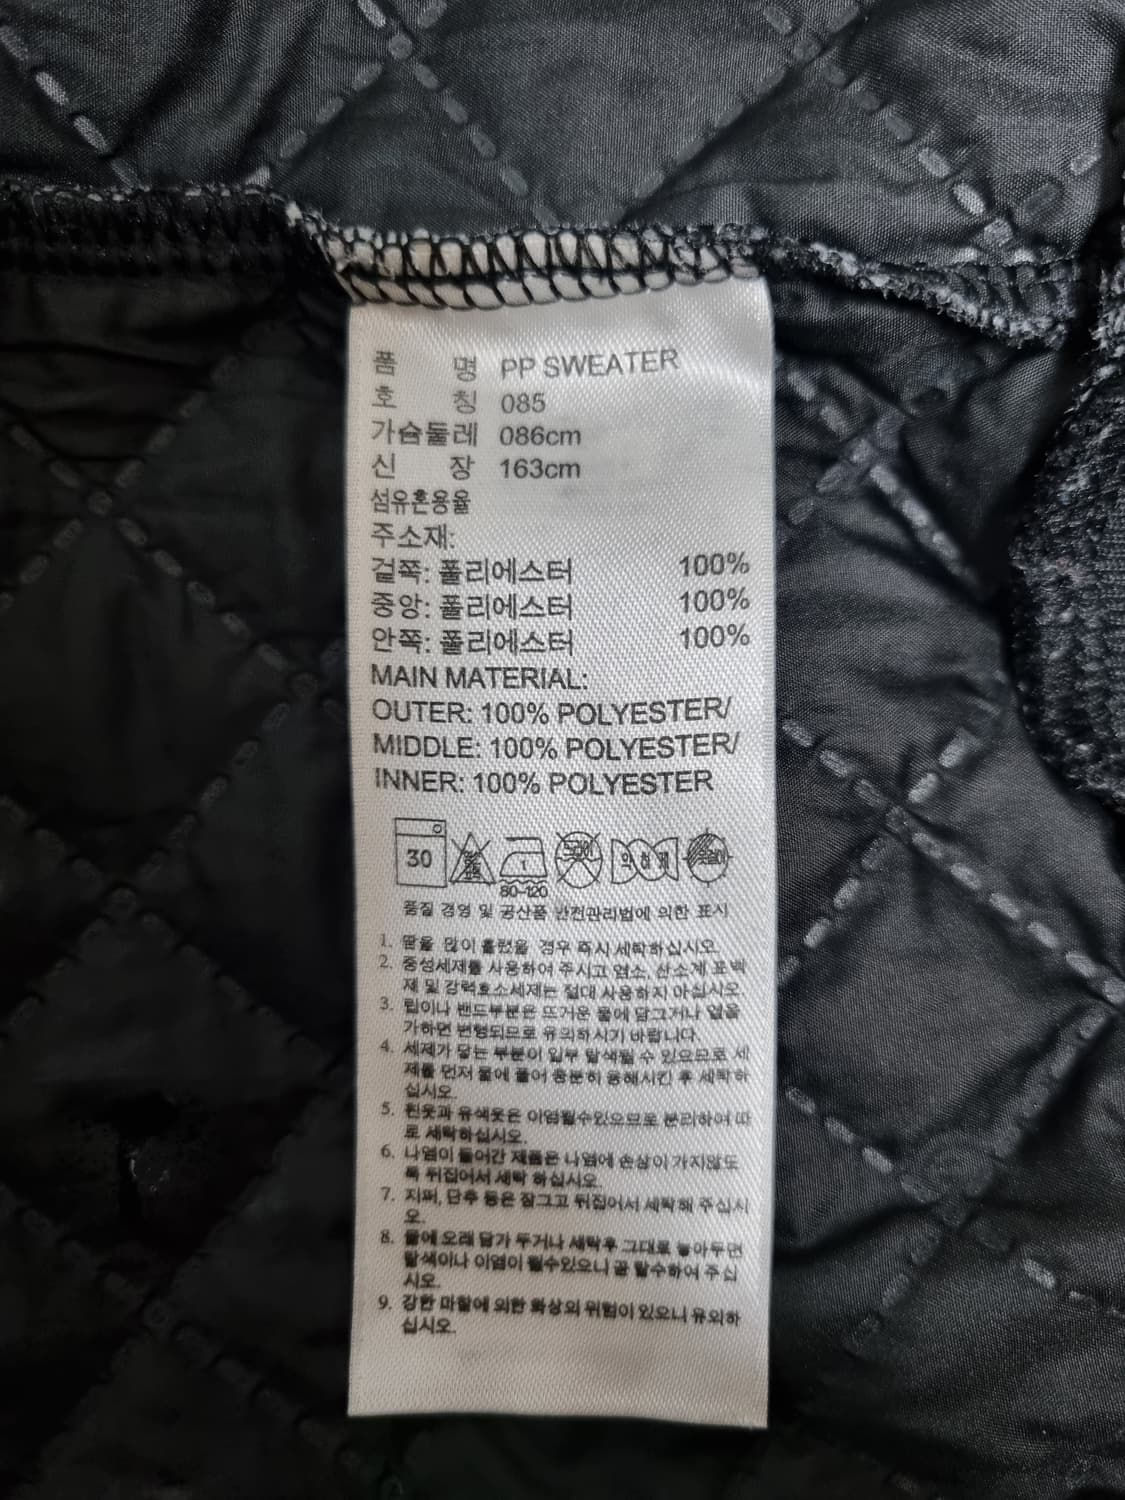 품 명 PP SWEATER
호 칭 085
가슴둘레 086cm
신 장 163cm
섬유혼용율
주소재:
겉쪽: 폴리에스터 100%
중앙: 폴리에스터 100%
안쪽: 폴리에스터 100%
MAIN MATERIAL:
OUTER: 100% POLYESTER/
MIDDLE: 100% POLYESTER/
INNER: 100% POLYESTER
30 1 80~120
품질 경영 및 공산품 안전관리법에 의한 표시
1. 땀을 많이 흘렸을 경우 즉시 세탁하십시오.
2. 중성세제를 사용하여 주시고 염소, 산소계 표백
제 및 강력효소세제는 절대 사용하지 마십시오.
3. 립이나 밴드부분은 뜨거운 물에 담그거나 열을
가하면 변형되므로 유의하시기 바랍니다.
4. 세제가 닿는 부분이 일부 탈색될 수 있으므로 세
제를 먼저 물에 풀어 충분히 용해시킨 후 세탁하
십시오.
5. 흰옷과 유색옷은 이염될수있으므로 분리하여 따
로 세탁하십시오.
6. 나염이 들어간 제품은 나염에 손상이 가지않도
록 뒤집어서 세탁 하십시오.
7. 지퍼, 단추 등은 잠그고 뒤집어서 세탁해 주십시
오.
8. 물에 오래 담가 두거나 세탁후 그대로 놓아두면
탈색이나 이염이 될수있으니 곧 탈수하여 주십
시오.
9. 강한 마찰에 의한 화상의 위험이 있으니 유의하
십시오.